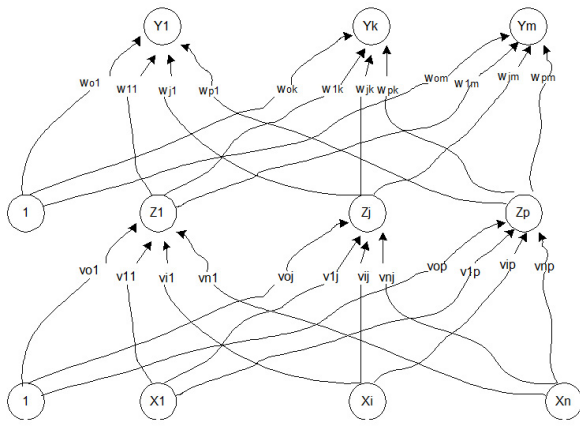 Y1 Yk Ym
wo1 w11 wj1 wp1 wok w1k wjk wpk wom w1m wjm wpm
1 Z1 Zj Zp
vo1 v11 vi1 vn1 voj v1j vij vnj vop v1p vip vnp
1 X1 Xi Xn